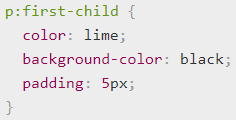 p:first-child {
  color: lime;
  background-color: black;
  padding: 5px;
}